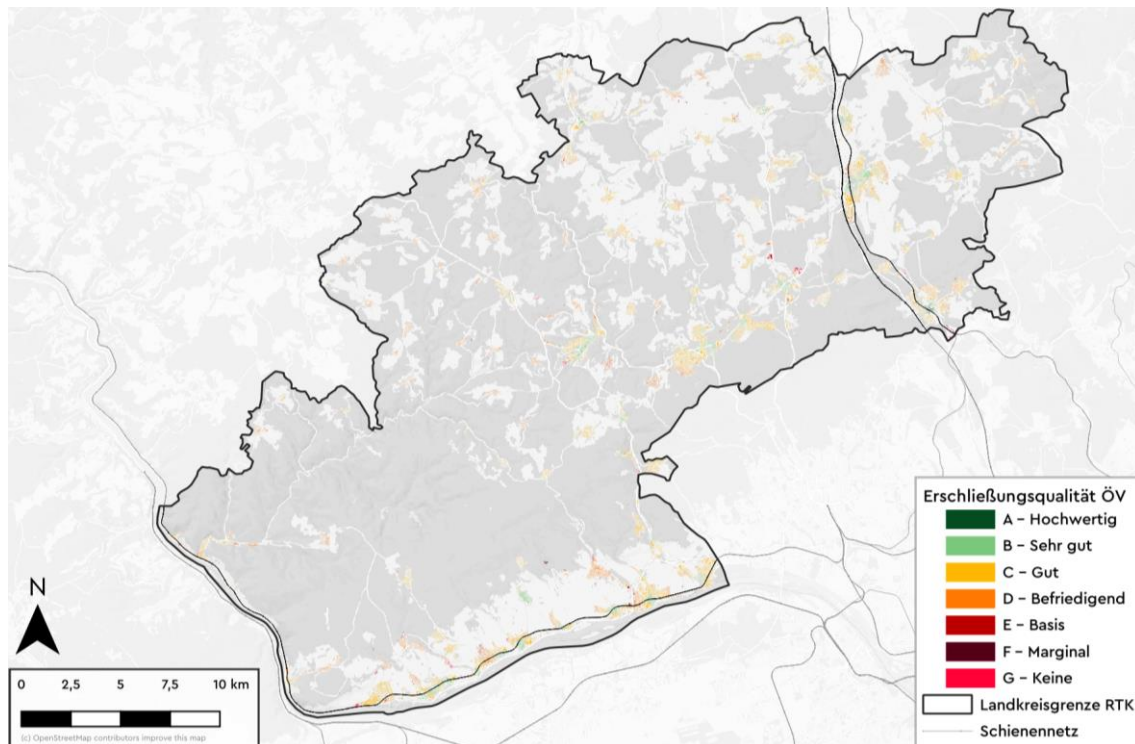 N
0 2,5 5 7,5 10 km
(c) OpenStreetMap contributors improve this map
Erschließungsqualität ÖV
A – Hochwertig
B – Sehr gut
C – Gut
D – Befriedigend
E – Basis
F – Marginal
G – Keine
Landkreisgrenze RTK
Schienennetz